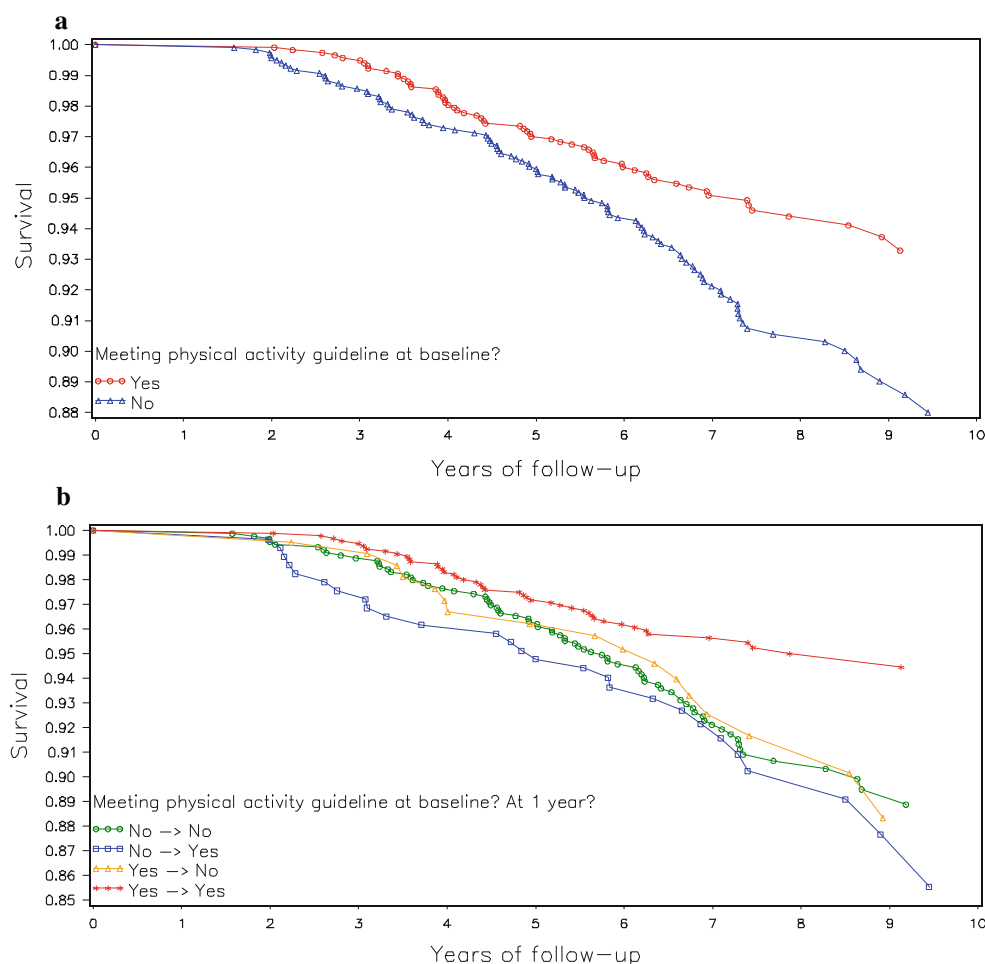 a
Survival
1.00
0.99
0.98
0.97
0.96
0.95
0.94
0.93
0.92
0.91
0.90
0.89
0.88
Meeting physical activity guideline at baseline?
Yes
No
0 1 2 3 4 5 6 7 8 9 10
Years of follow-up
b
Survival
1.00
0.99
0.98
0.97
0.96
0.95
0.94
0.93
0.92
0.91
0.90
0.89
0.88
0.87
0.86
0.85
Meeting physical activity guideline at baseline? At 1 year?
No -> No
No -> Yes
Yes -> No
Yes -> Yes
0 1 2 3 4 5 6 7 8 9 10
Years of follow-up